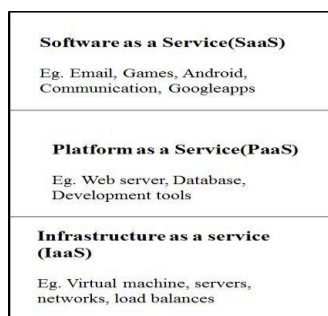 Software as a Service(SaaS)
Eg. Email, Games, Android,
Communication, Googleapps
Platform as a Service(PaaS)
Eg. Web server, Database,
Development tools
Infrastructure as a service
(IaaS)
Eg. Virtual machine, servers,
networks, load balances